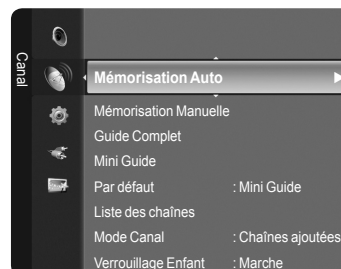 Canal
Mémorisation Auto
Mémorisation Manuelle
Guide Complet
Mini Guide
Par défaut : Mini Guide
Liste des chaînes
Mode Canal : Chaînes ajoutées
Verrouillage Enfant : Marche